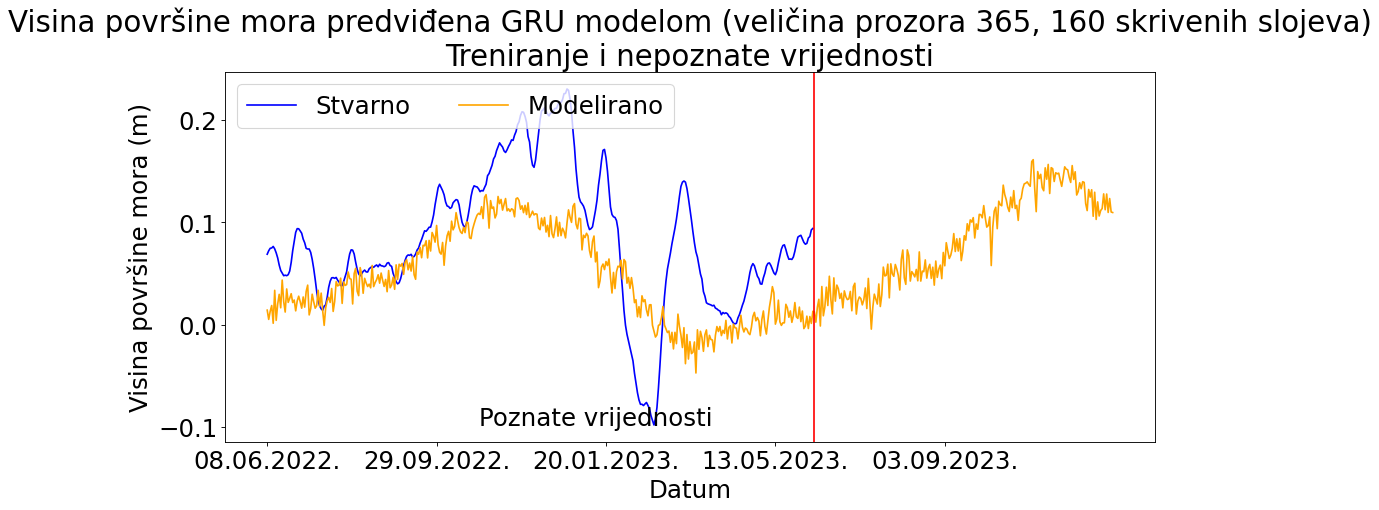 Visina površine mora predviđena GRU modelom (veličina prozora 365, 160 skrivenih slojeva)
Treniranje i nepoznate vrijednosti
Stvarno
Modelirano
Visina površine mora (m)
0.2
0.1
0.0
−0.1
Poznate vrijednosti
08.06.2022.
29.09.2022.
20.01.2023.
13.05.2023.
03.09.2023.
Datum